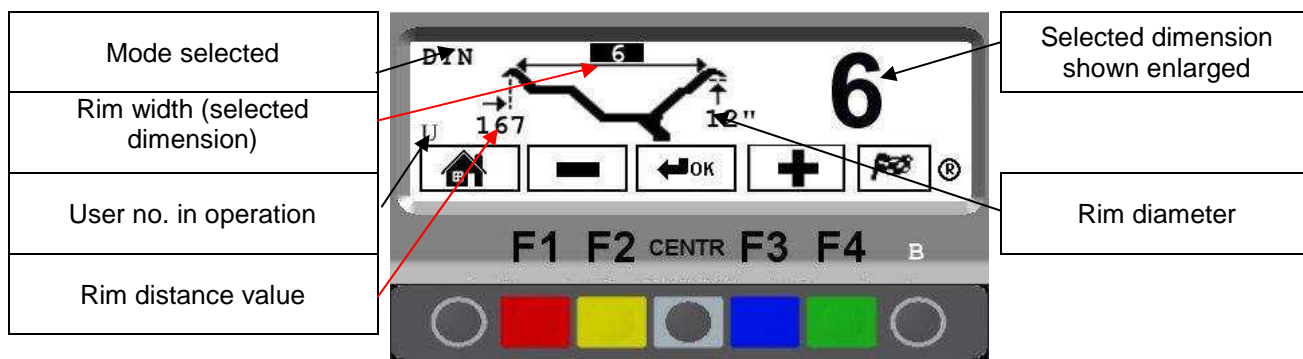 Mode selected
Rim width (selected
dimension)
User no. in operation
Rim distance value
DYN
6
167
12"
U
OK
®
6
F1 F2 CENTR F3 F4 B
Selected dimension
shown enlarged
Rim diameter